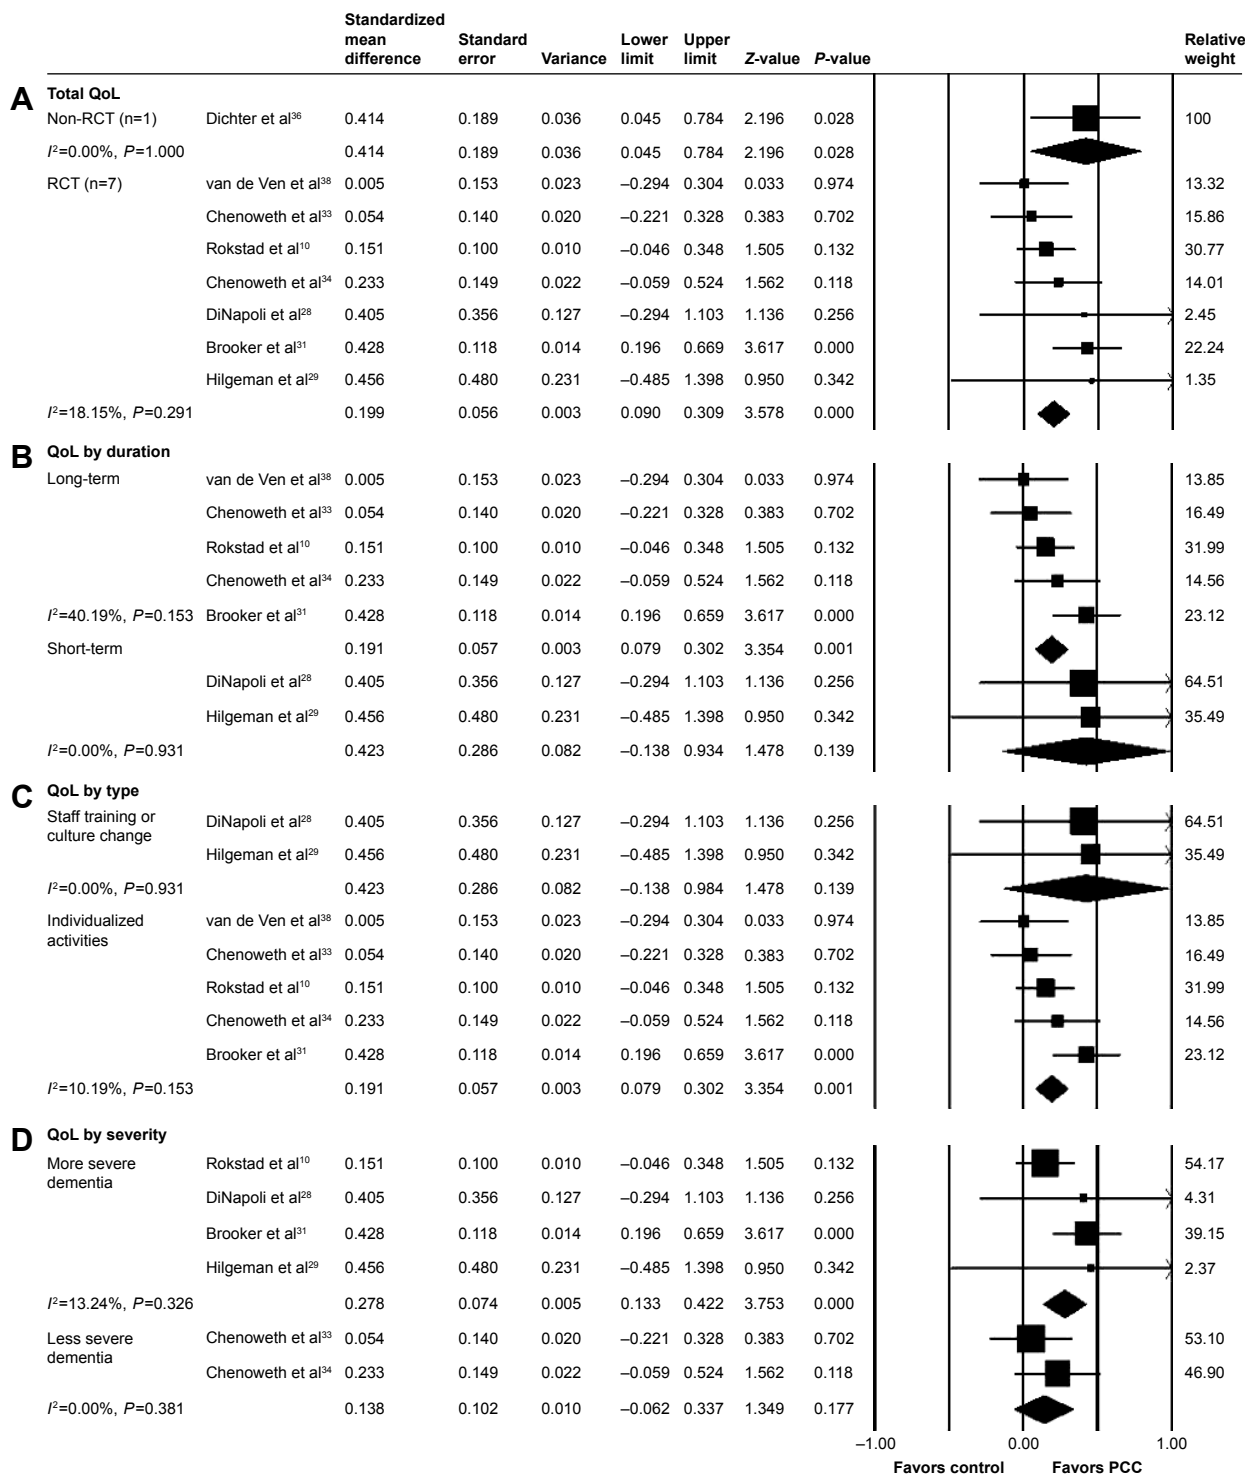 Standardized mean difference Standard error Variance Lower limit Upper limit Z-value P-value Relative weight
A Total QoL
Non-RCT (n=1) Dichter et al³⁶ 0.414 0.189 0.036 0.045 0.784 2.196 0.028 100
I²=0.00%, P=1.000 0.414 0.189 0.036 0.045 0.784 2.196 0.028
RCT (n=7) van de Ven et al³⁸ 0.005 0.153 0.023 –0.294 0.304 0.033 0.974 13.32
Chenoweth et al³³ 0.054 0.140 0.020 –0.221 0.328 0.383 0.702 15.86
Rokstad et al¹⁰ 0.151 0.100 0.010 –0.046 0.348 1.505 0.132 30.77
Chenoweth et al³⁴ 0.233 0.149 0.022 –0.059 0.524 1.562 0.118 14.01
DiNapoli et al²⁸ 0.405 0.356 0.127 –0.294 1.103 1.136 0.256 2.45
Brooker et al³¹ 0.428 0.118 0.014 0.196 0.669 3.617 0.000 22.24
Hilgeman et al²⁹ 0.456 0.480 0.231 –0.485 1.398 0.950 0.342 1.35
I²=18.15%, P=0.291 0.199 0.056 0.003 0.090 0.309 3.578 0.000
B QoL by duration
Long-term van de Ven et al³⁸ 0.005 0.153 0.023 –0.294 0.304 0.033 0.974 13.85
Chenoweth et al³³ 0.054 0.140 0.020 –0.221 0.328 0.383 0.702 16.49
Rokstad et al¹⁰ 0.151 0.100 0.010 –0.046 0.348 1.505 0.132 31.99
Chenoweth et al³⁴ 0.233 0.149 0.022 –0.059 0.524 1.562 0.118 14.56
I²=40.19%, P=0.153 Brooker et al³¹ 0.428 0.118 0.014 0.196 0.659 3.617 0.000 23.12
Short-term 0.191 0.057 0.003 0.079 0.302 3.354 0.001
DiNapoli et al²⁸ 0.405 0.356 0.127 –0.294 1.103 1.136 0.256 64.51
Hilgeman et al²⁹ 0.456 0.480 0.231 –0.485 1.398 0.950 0.342 35.49
I²=0.00%, P=0.931 0.423 0.286 0.082 –0.138 0.934 1.478 0.139
C QoL by type
Staff training or culture change DiNapoli et al²⁸ 0.405 0.356 0.127 –0.294 1.103 1.136 0.256 64.51
Hilgeman et al²⁹ 0.456 0.480 0.231 –0.485 1.398 0.950 0.342 35.49
I²=0.00%, P=0.931 0.423 0.286 0.082 –0.138 0.984 1.478 0.139
Individualized activities van de Ven et al³⁸ 0.005 0.153 0.023 –0.294 0.304 0.033 0.974 13.85
Chenoweth et al³³ 0.054 0.140 0.020 –0.221 0.328 0.383 0.702 16.49
Rokstad et al¹⁰ 0.151 0.100 0.010 –0.046 0.348 1.505 0.132 31.99
Chenoweth et al³⁴ 0.233 0.149 0.022 –0.059 0.524 1.562 0.118 14.56
Brooker et al³¹ 0.428 0.118 0.014 0.196 0.659 3.617 0.000 23.12
I²=10.19%, P=0.153 0.191 0.057 0.003 0.079 0.302 3.354 0.001
D QoL by severity
More severe dementia Rokstad et al¹⁰ 0.151 0.100 0.010 –0.046 0.348 1.505 0.132 54.17
DiNapoli et al²⁸ 0.405 0.356 0.127 –0.294 1.103 1.136 0.256 4.31
Brooker et al³¹ 0.428 0.118 0.014 0.196 0.659 3.617 0.000 39.15
Hilgeman et al²⁹ 0.456 0.480 0.231 –0.485 1.398 0.950 0.342 2.37
I²=13.24%, P=0.326 0.278 0.074 0.005 0.133 0.422 3.753 0.000
Less severe dementia Chenoweth et al³³ 0.054 0.140 0.020 –0.221 0.328 0.383 0.702 53.10
Chenoweth et al³⁴ 0.233 0.149 0.022 –0.059 0.524 1.562 0.118 46.90
I²=0.00%, P=0.381 0.138 0.102 0.010 –0.062 0.337 1.349 0.177
–1.00 0.00 1.00
Favors control Favors PCC